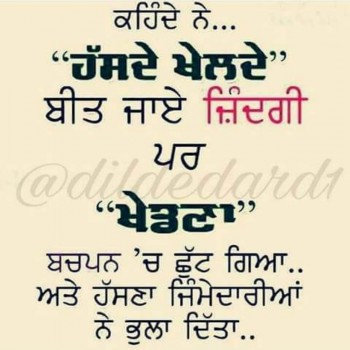 ਕਹਿੰਦੇ ਨੇ...
“ਹੱਸਦੇ ਖੇਲਦੇ”
ਬੀਤ ਜਾਏ ਜ਼ਿੰਦਗੀ
ਪਰ
@dildedard1
“ਖੇਡਣਾ”
ਬਚਪਨ ’ਚ ਛੁੱਟ ਗਿਆ..
ਅਤੇ ਹੱਸਣਾ ਜਿੰਮੇਦਾਰੀਆਂ
ਨੇ ਭੁਲਾ ਦਿੱਤਾ..